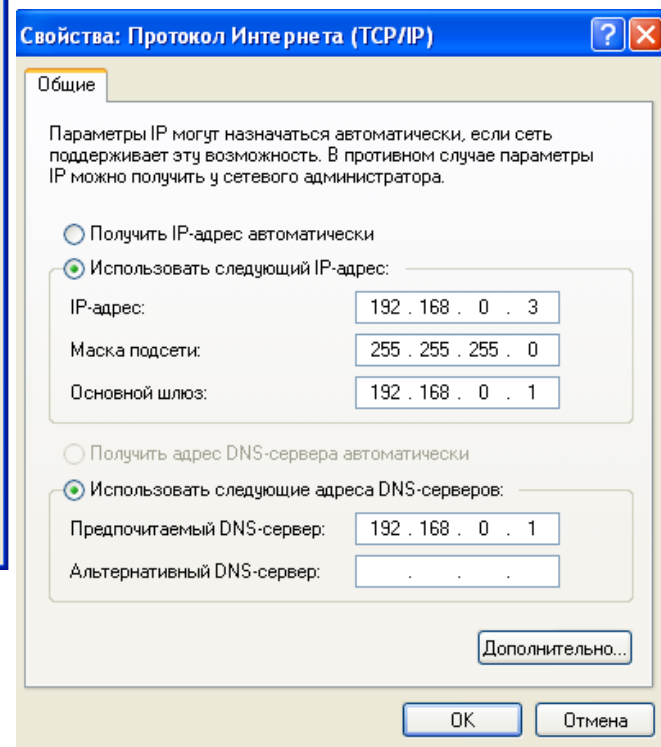 Свойства: Протокол Интернета (TCP/IP)
Общие
Параметры IP могут назначаться автоматически, если сеть
поддерживает эту возможность. В противном случае параметры
IP можно получить у сетевого администратора.
Получить IP-адрес автоматически
Использовать следующий IP-адрес:
IP-адрес: 192 . 168 . 0 . 3
Маска подсети: 255 . 255 . 255 . 0
Основной шлюз: 192 . 168 . 0 . 1
Получить адрес DNS-сервера автоматически
Использовать следующие адреса DNS-серверов:
Предпочитаемый DNS-сервер: 192 . 168 . 0 . 1
Альтернативный DNS-сервер: . . .
Дополнительно...
OK Отмена